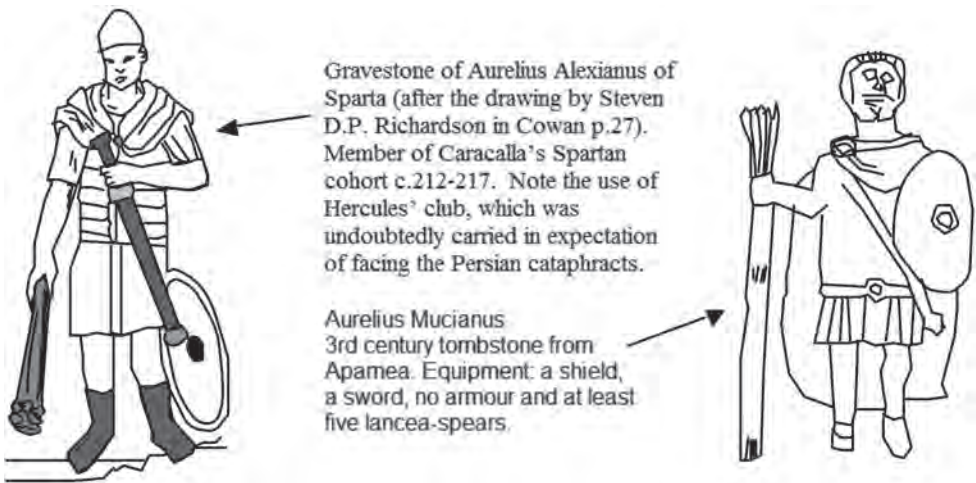 Gravestone of Aurelius Alexianus of
Sparta (after the drawing by Steven
D.P. Richardson in Cowan p.27).
Member of Caracalla's Spartan
cohort c.212-217. Note the use of
Hercules' club, which was
undoubtedly carried in expectation
of facing the Persian cataphracts.
Aurelius Mucianus
3rd century tombstone from
Apamea. Equipment: a shield,
a sword, no armour and at least
five lancea-spears.